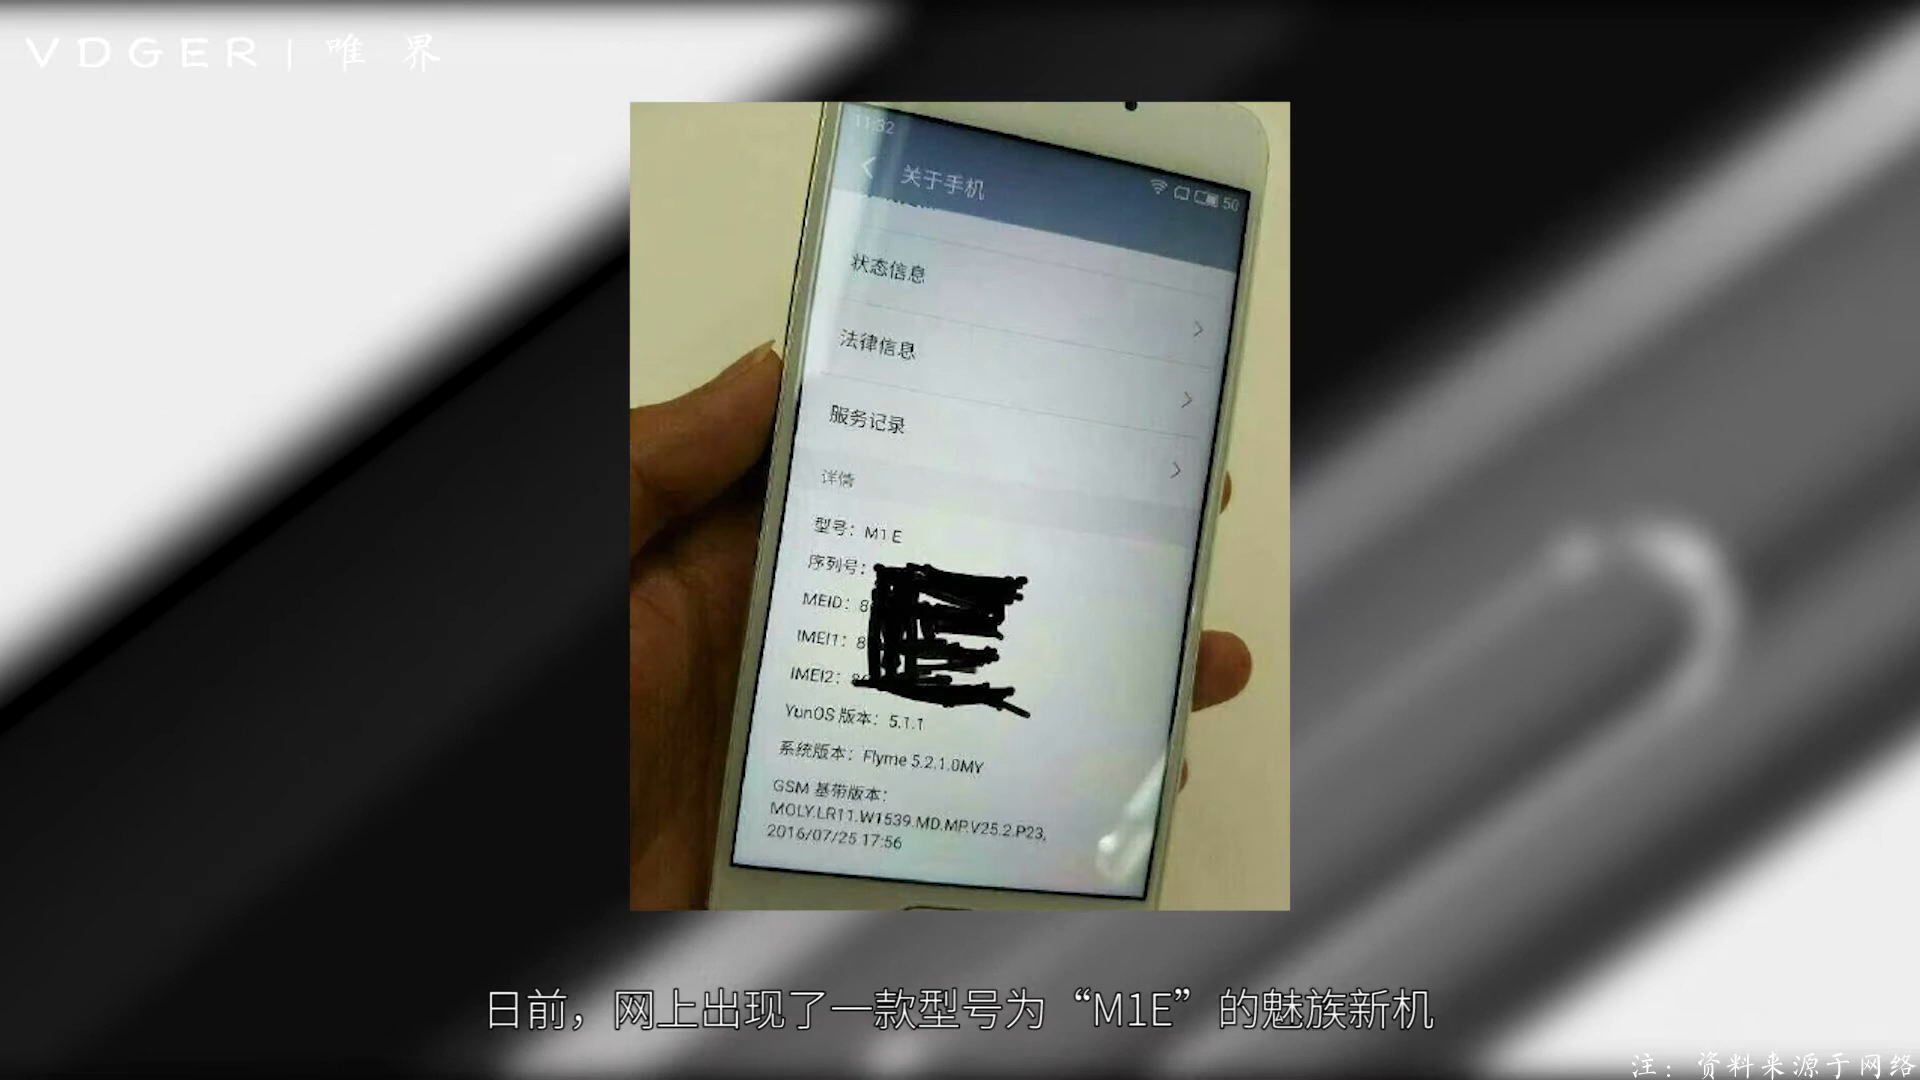 VDGER | 唯界
11:32
50
关于手机
状态信息
法律信息
服务记录
详情
型号：M1 E
序列号：
MEID：8
IMEI1：8
IMEI2：86
YunOS 版本：5.1.1
系统版本：Flyme 5.2.1.0MY
GSM 基带版本：
MOLY.LR11.W1539.MD.MP.V25.2.P23,
2016/07/25 17:56
日前，网上出现了一款型号为“M1E”的魅族新机
注：资料来源于网络